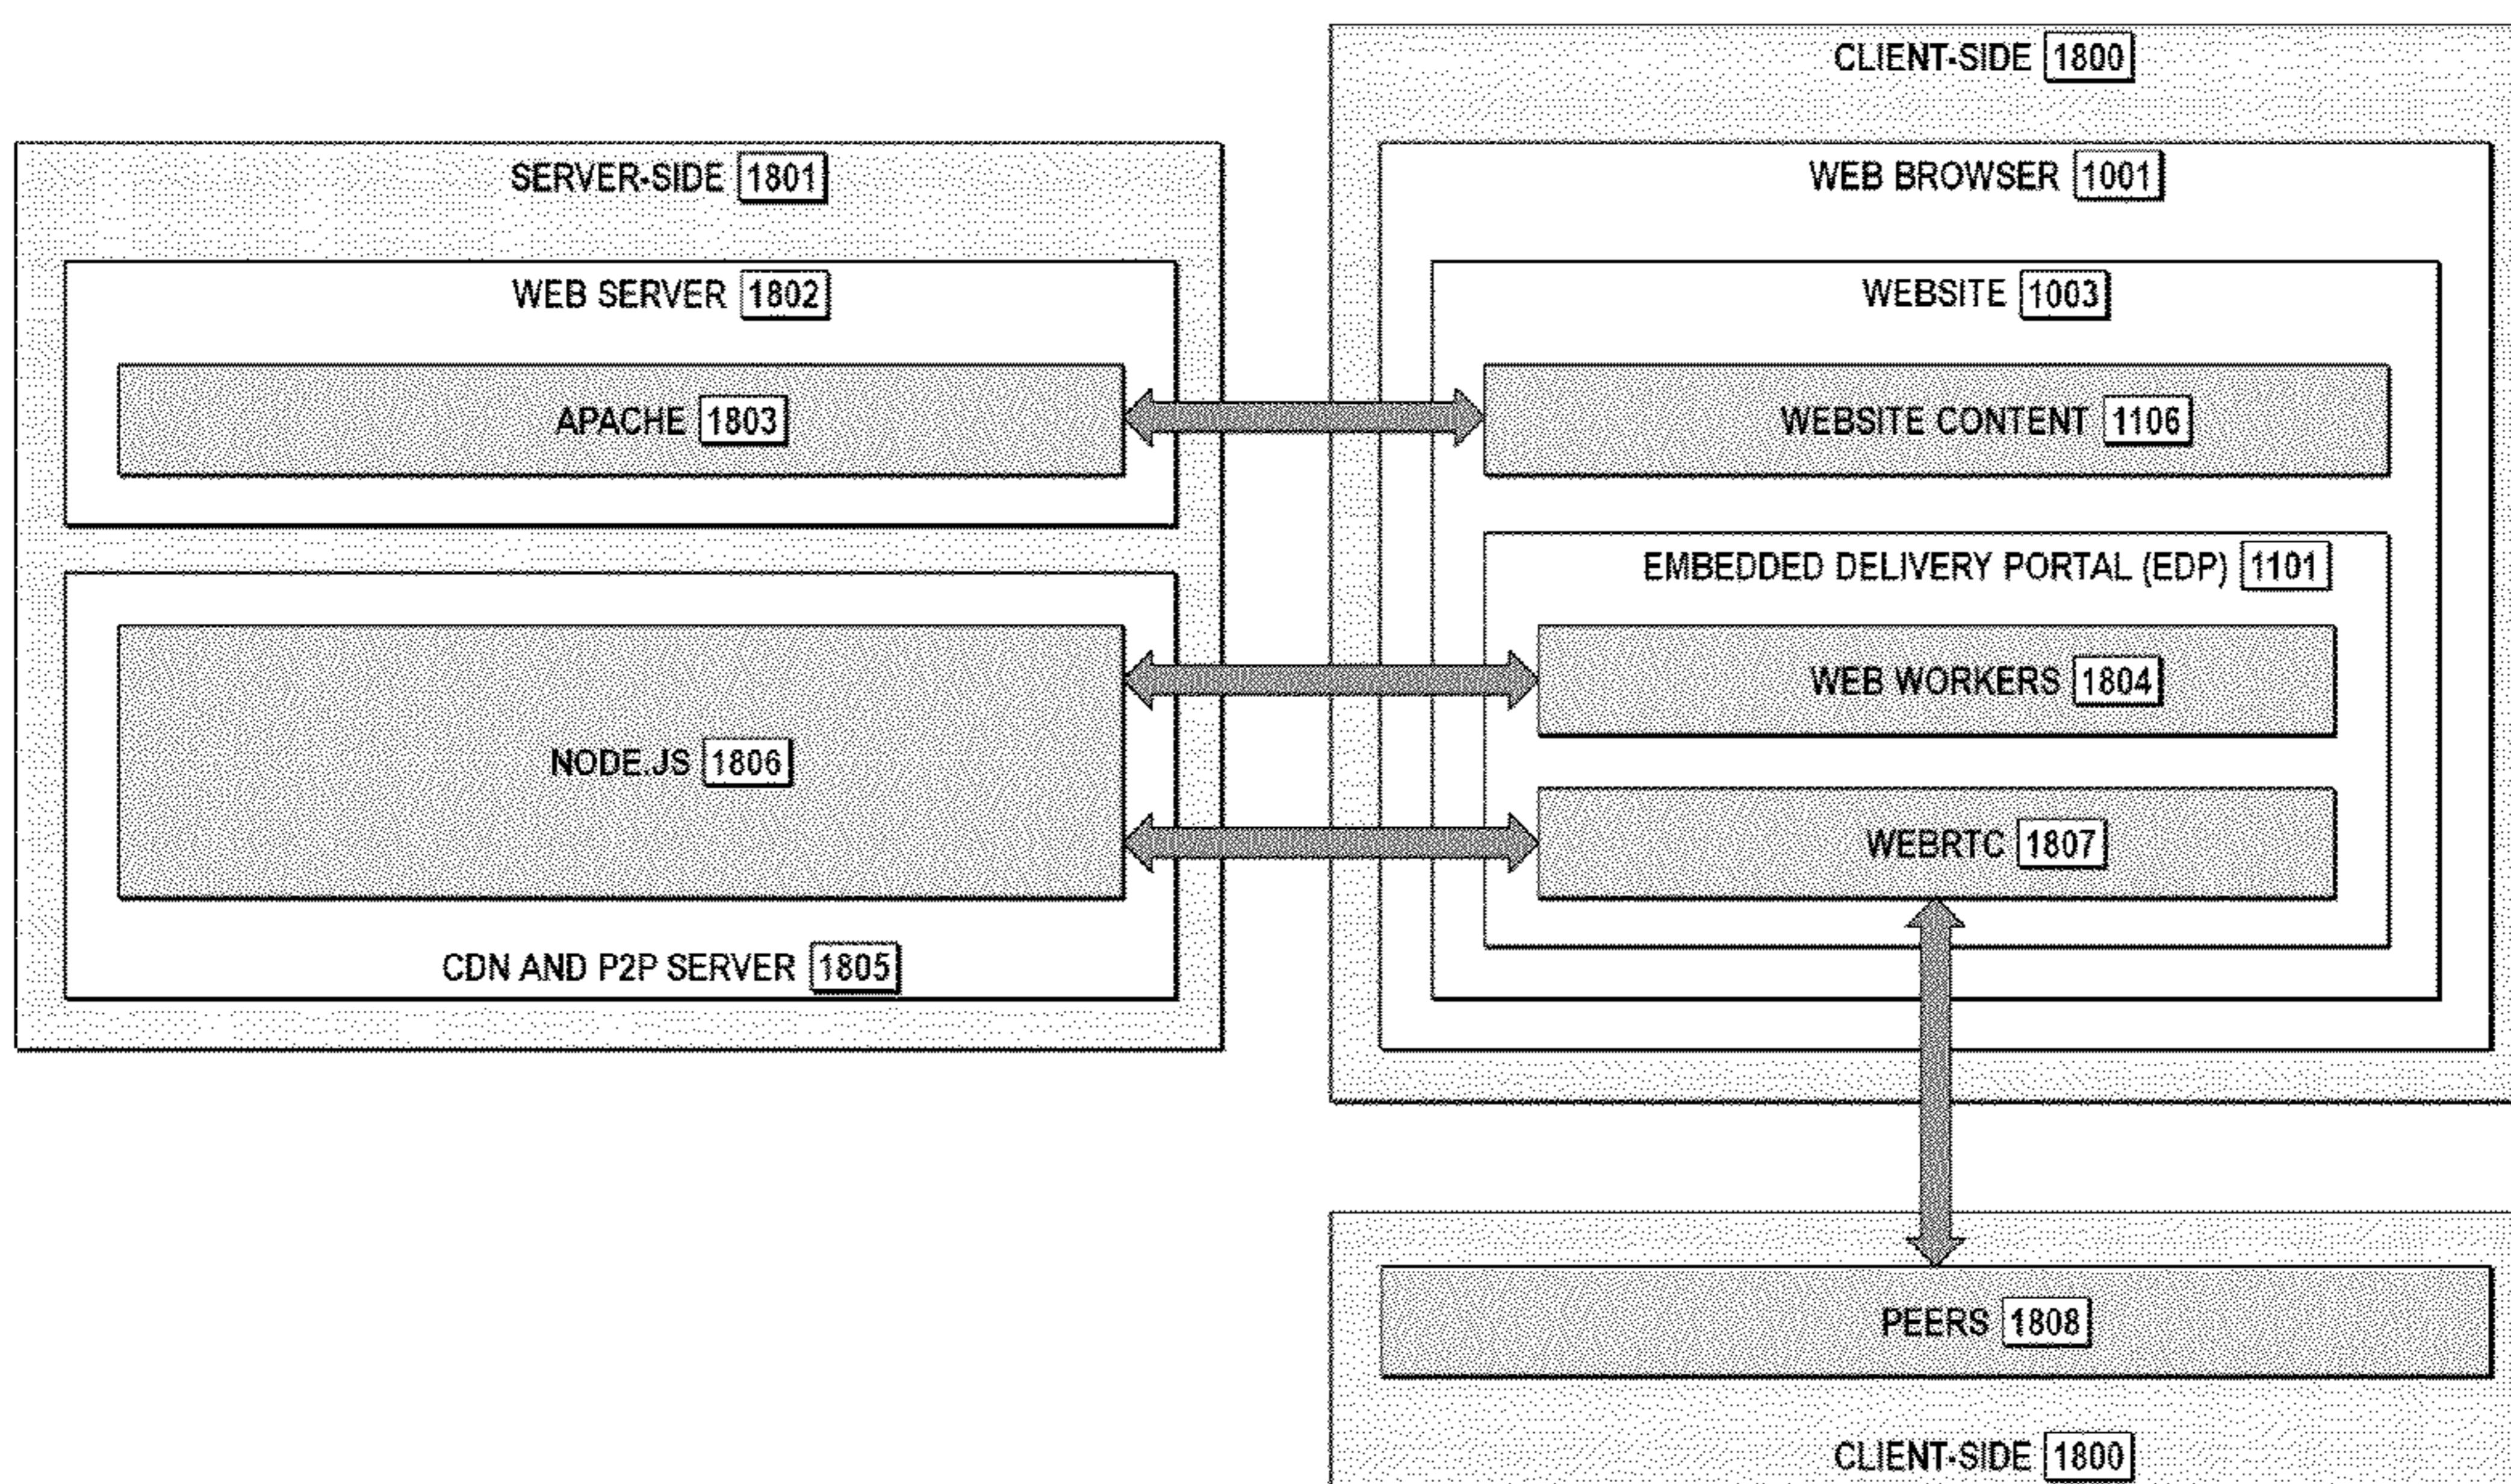 CLIENT-SIDE 1800
SERVER-SIDE 1801
WEB BROWSER 1001
WEB SERVER 1802
WEBSITE 1003
APACHE 1803
WEBSITE CONTENT 1106
EMBEDDED DELIVERY PORTAL (EDP) 1101
WEB WORKERS 1804
NODE.JS 1806
WEBRTC 1807
CDN AND P2P SERVER 1805
PEERS 1808
CLIENT-SIDE 1800